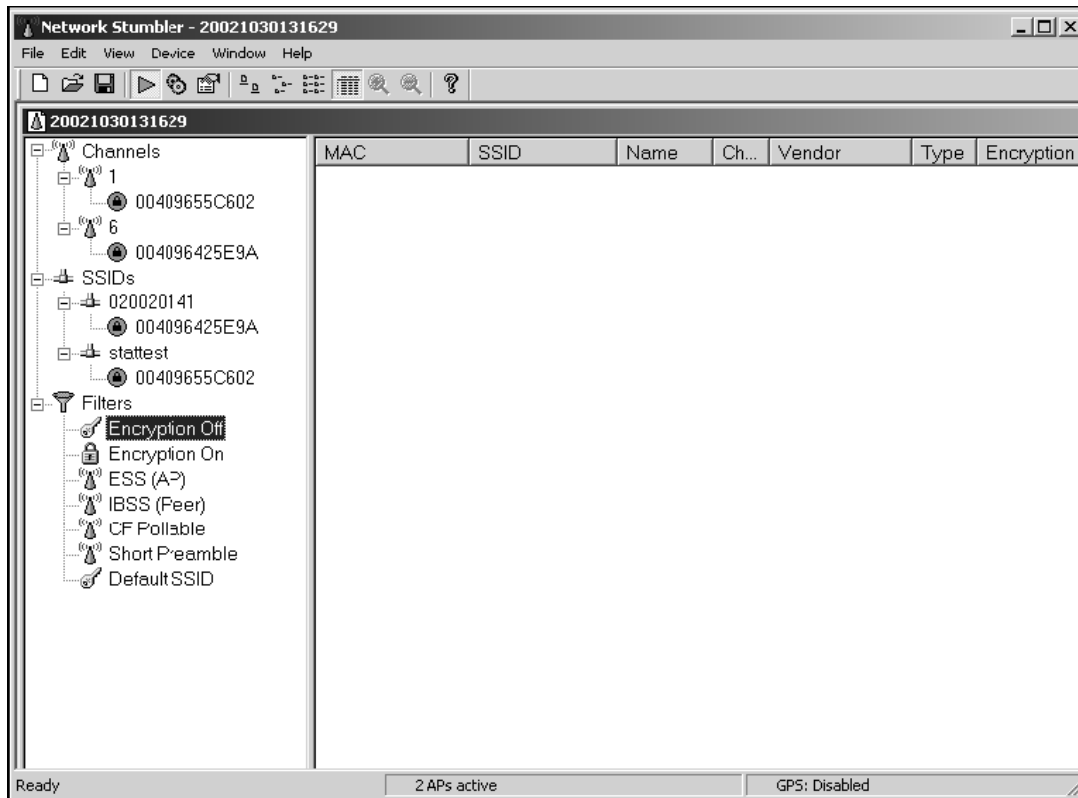 Network Stumbler - 20021030131629
File Edit View Device Window Help
20021030131629
Channels
1
00409655C602
6
004096425E9A
SSIDs
020020141
004096425E9A
stattest
00409655C602
Filters
Encryption Off
Encryption On
ESS (AP)
IBSS (Peer)
CF Pollable
Short Preamble
Default SSID
MAC SSID Name Ch... Vendor Type Encryption
Ready 2 APs active GPS: Disabled